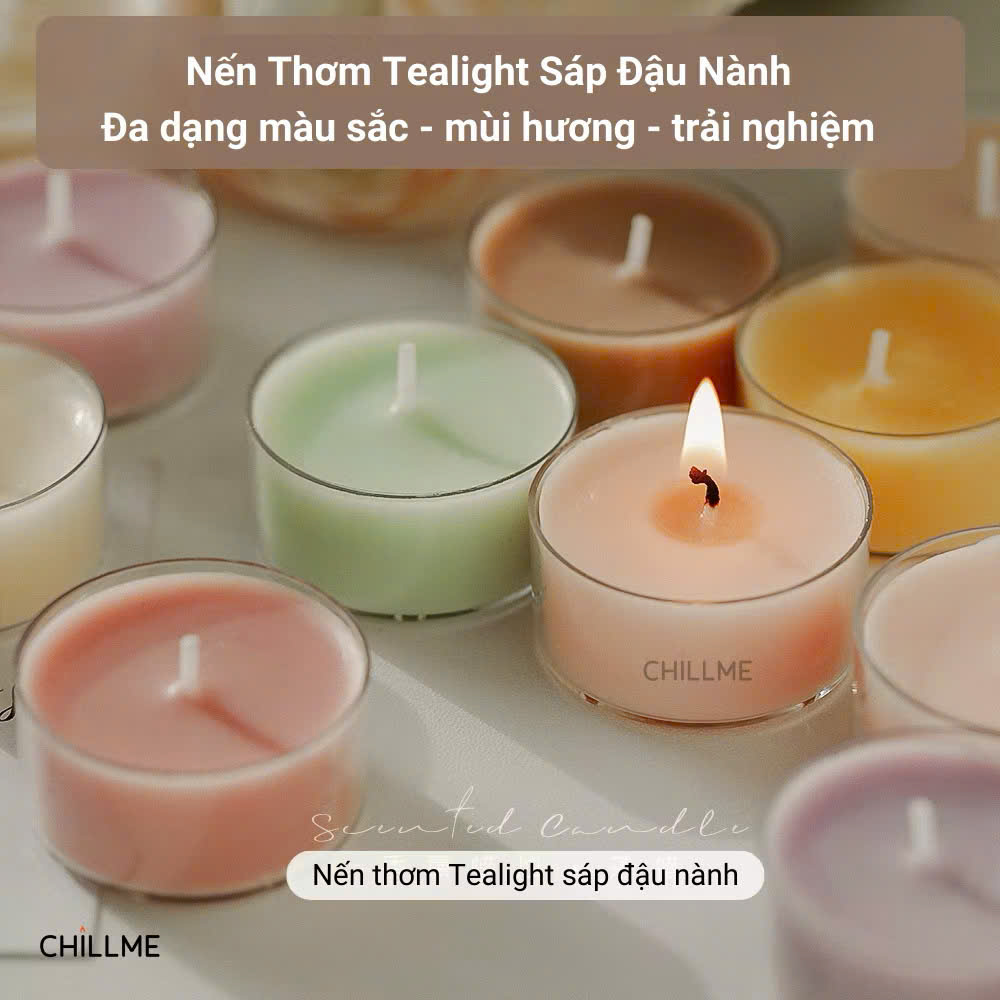 Nến Thơm Tealight Sáp Đậu Nành
Đa dạng màu sắc - mùi hương - trải nghiệm
CHILLME
Scented Candle
Nến thơm Tealight sáp đậu nành
CHILLME